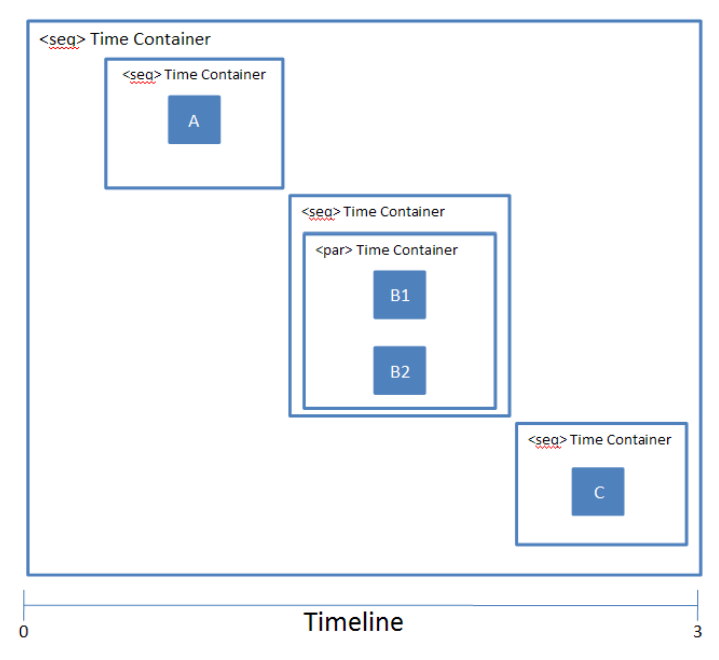 <seq> Time Container
<seq> Time Container
A
<seq> Time Container
<par> Time Container
B1
B2
<seq> Time Container
C
0
Timeline
3